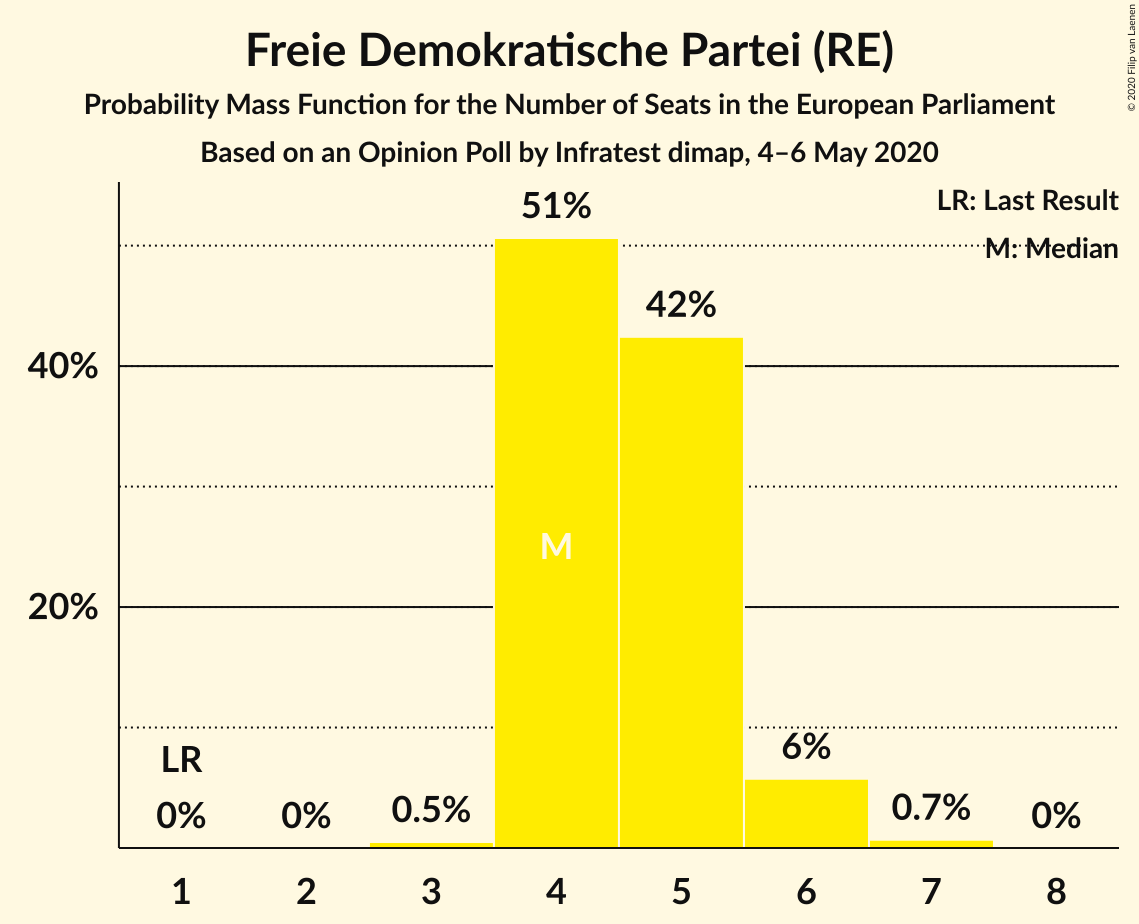 Freie Demokratische Partei (RE)
Probability Mass Function for the Number of Seats in the European Parliament
Based on an Opinion Poll by Infratest dimap, 4–6 May 2020
© 2020 Filip van Laenen
LR: Last Result
M: Median
51%
42%
40%
M
20%
LR
6%
0%
0%
0.5%
0.7%
0%
1
2
3
4
5
6
7
8